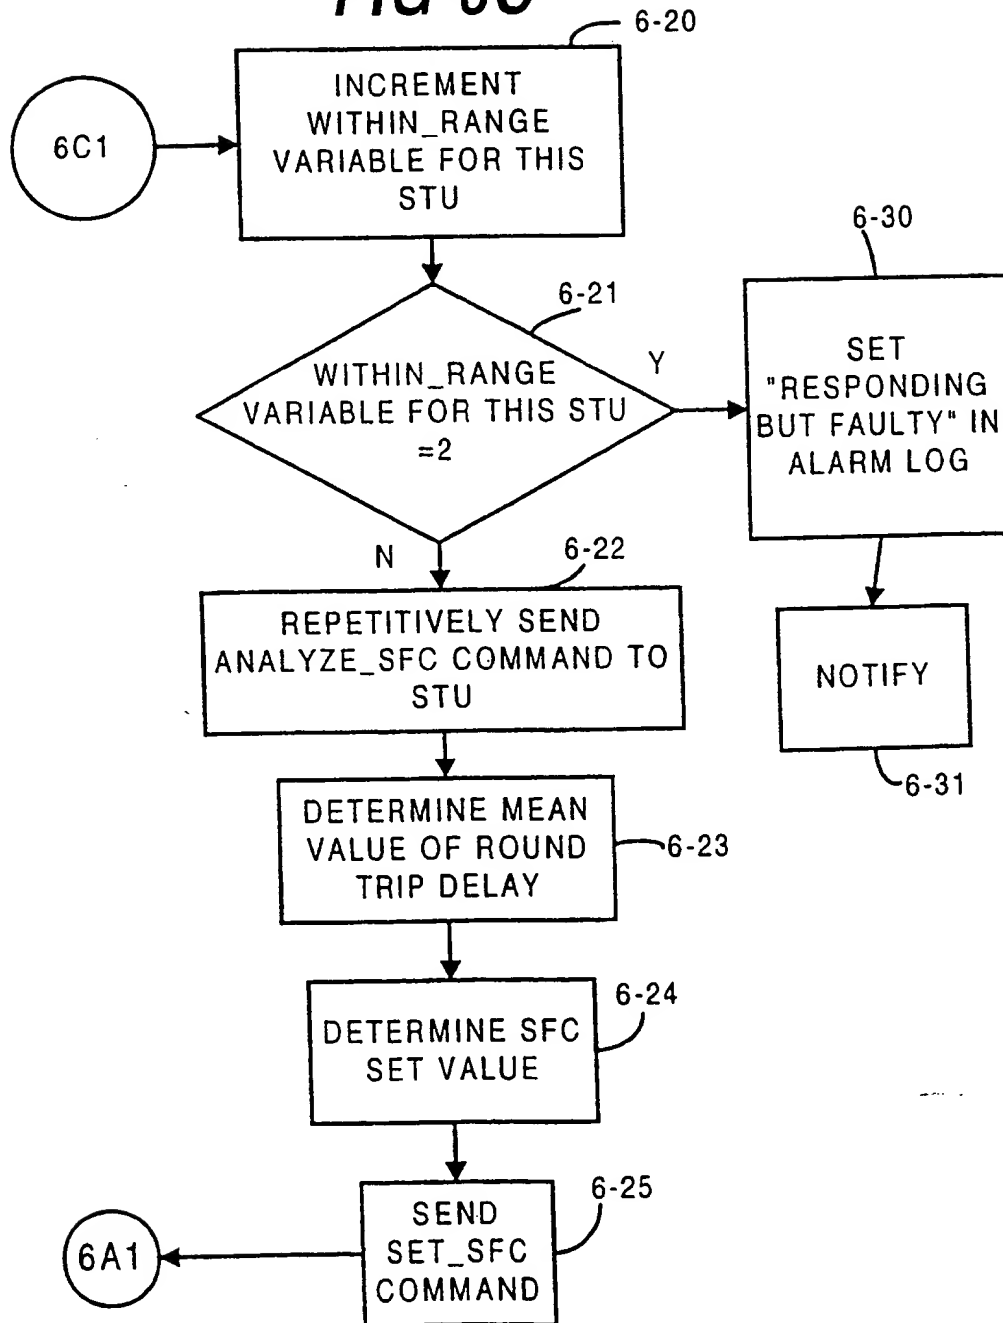 6-20
6C1
INCREMENT
WITHIN_RANGE
VARIABLE FOR THIS
STU
6-30
6-21
WITHIN_RANGE
VARIABLE FOR THIS STU
=2
Y
SET
"RESPONDING
BUT FAULTY" IN
ALARM LOG
N
6-22
REPETITIVELY SEND
ANALYZE_SFC COMMAND TO
STU
NOTIFY
6-31
DETERMINE MEAN
VALUE OF ROUND
TRIP DELAY
6-23
DETERMINE SFC
SET VALUE
6-24
SEND
SET_SFC
COMMAND
6-25
6A1